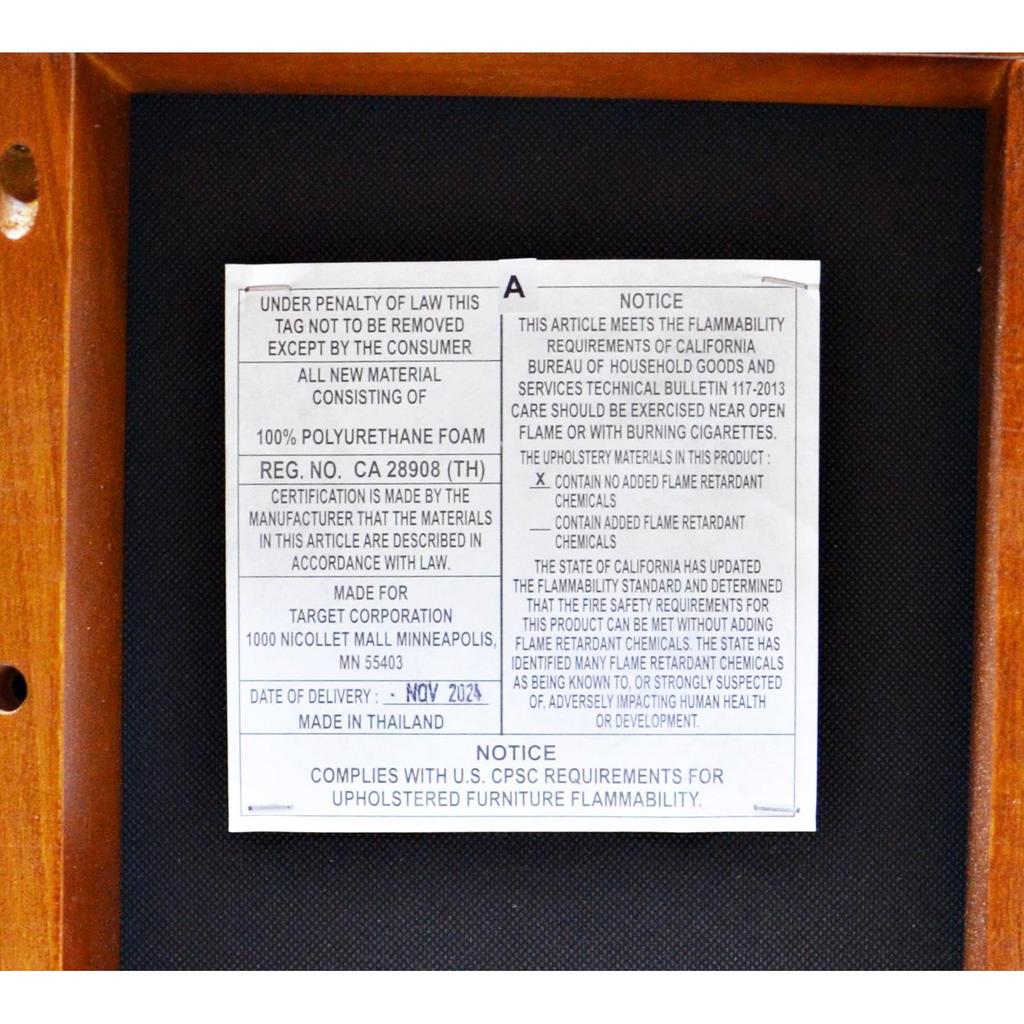 A
UNDER PENALTY OF LAW THIS
TAG NOT TO BE REMOVED
EXCEPT BY THE CONSUMER
ALL NEW MATERIAL
CONSISTING OF
100% POLYURETHANE FOAM
REG. NO. CA 28908 (TH)
CERTIFICATION IS MADE BY THE
MANUFACTURER THAT THE MATERIALS
IN THIS ARTICLE ARE DESCRIBED IN
ACCORDANCE WITH LAW.
MADE FOR
TARGET CORPORATION
1000 NICOLLET MALL MINNEAPOLIS,
MN 55403
DATE OF DELIVERY : NOV 2024
MADE IN THAILAND
NOTICE
THIS ARTICLE MEETS THE FLAMMABILITY
REQUIREMENTS OF CALIFORNIA
BUREAU OF HOUSEHOLD GOODS AND
SERVICES TECHNICAL BULLETIN 117-2013
CARE SHOULD BE EXERCISED NEAR OPEN
FLAME OR WITH BURNING CIGARETTES.
THE UPHOLSTERY MATERIALS IN THIS PRODUCT :
X CONTAIN NO ADDED FLAME RETARDANT
CHEMICALS
___ CONTAIN ADDED FLAME RETARDANT
CHEMICALS
THE STATE OF CALIFORNIA HAS UPDATED
THE FLAMMABILITY STANDARD AND DETERMINED
THAT THE FIRE SAFETY REQUIREMENTS FOR
THIS PRODUCT CAN BE MET WITHOUT ADDING
FLAME RETARDANT CHEMICALS. THE STATE HAS
IDENTIFIED MANY FLAME RETARDANT CHEMICALS
AS BEING KNOWN TO, OR STRONGLY SUSPECTED
OF, ADVERSELY IMPACTING HUMAN HEALTH
OR DEVELOPMENT.
NOTICE
COMPLIES WITH U.S. CPSC REQUIREMENTS FOR
UPHOLSTERED FURNITURE FLAMMABILITY.